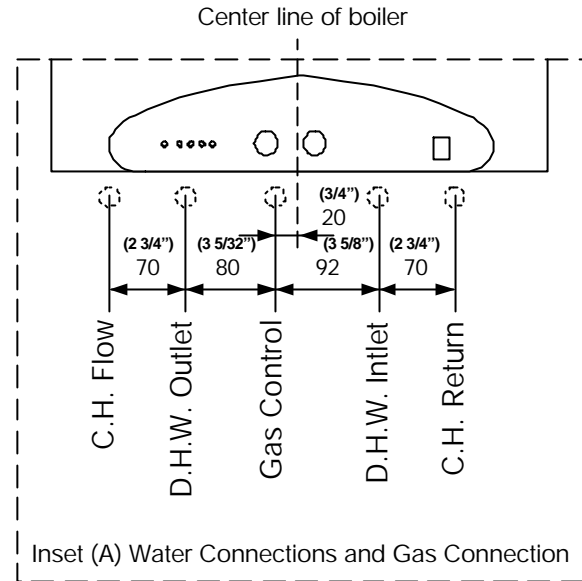 Center line of boiler
(3/4”)
20
(2 3/4”) (3 5/32”) (3 5/8”) (2 3/4”)
70 80 92 70
C.H. Flow
D.H.W. Outlet
Gas Control
D.H.W. Intlet
C.H. Return
Inset (A) Water Connections and Gas Connection